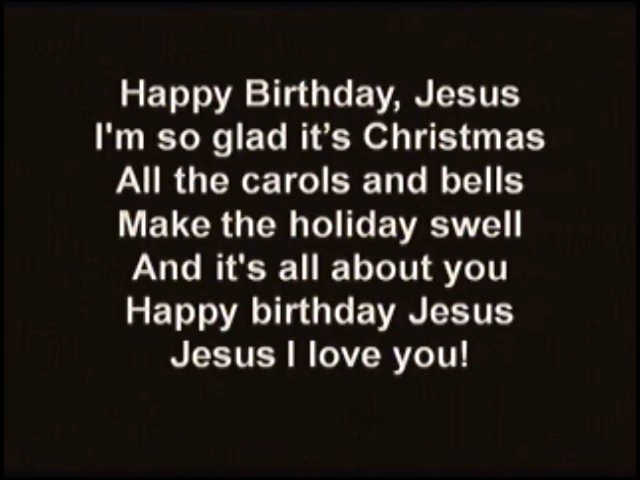 Happy Birthday, Jesus
I'm so glad it’s Christmas
All the carols and bells
Make the holiday swell
And it's all about you
Happy birthday Jesus
Jesus I love you!